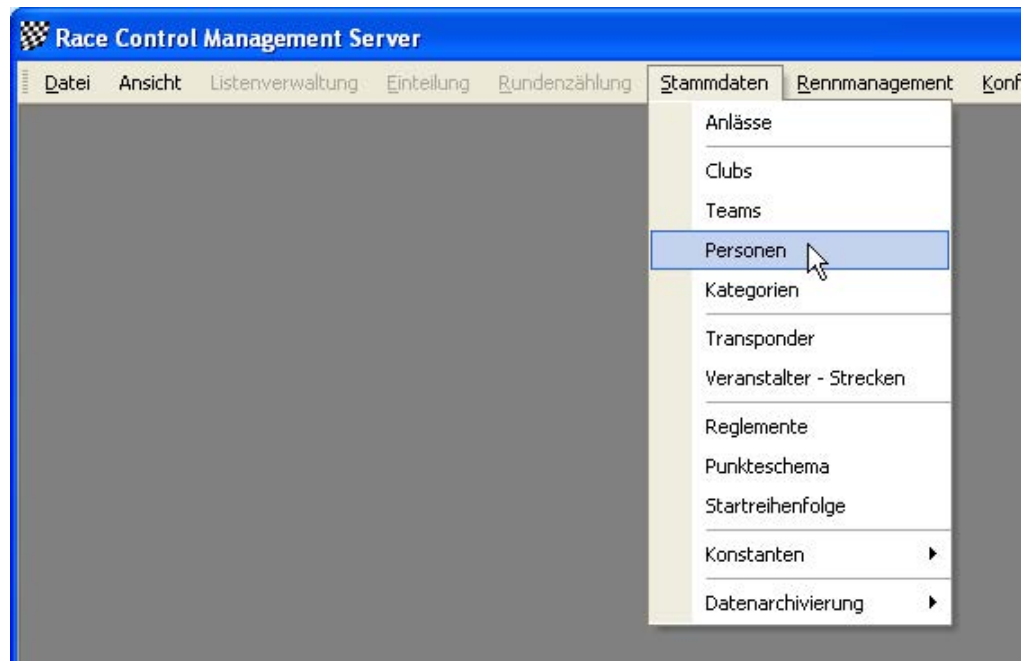 Race Control Management Server
Datei Ansicht Listenverwaltung Einteilung Rundenzählung Stammdaten Rennmanagement Konf
Anlässe
Clubs
Teams
Personen
Kategorien
Transponder
Veranstalter - Strecken
Reglemente
Punkteschema
Startreihenfolge
Konstanten
Datenarchivierung